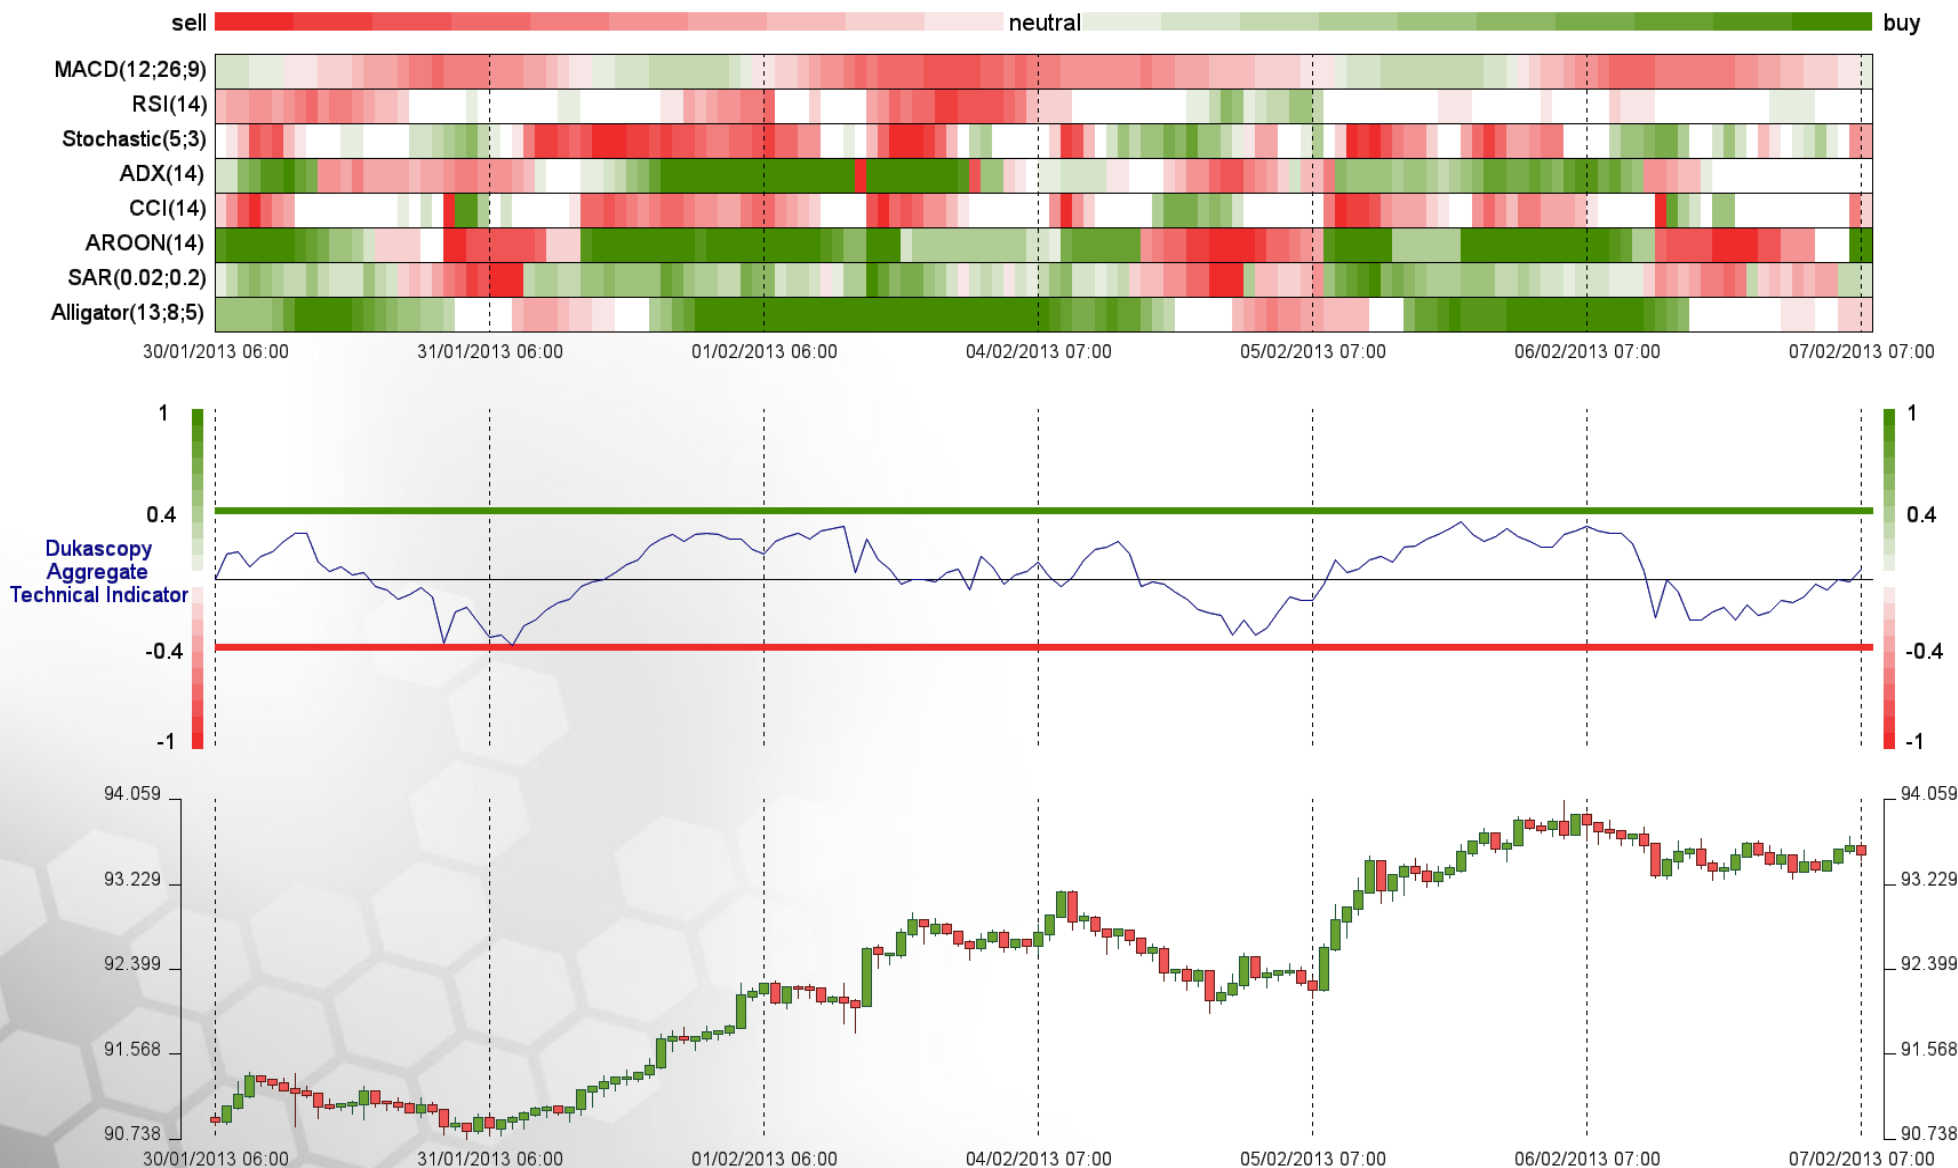 sell neutral buy
MACD(12;26;9)
RSI(14)
Stochastic(5;3)
ADX(14)
CCI(14)
AROON(14)
SAR(0.02;0.2)
Alligator(13;8;5)
30/01/2013 06:00 31/01/2013 06:00 01/02/2013 06:00 04/02/2013 07:00 05/02/2013 07:00 06/02/2013 07:00 07/02/2013 07:00
1 1
0.4 0.4
Dukascopy
Aggregate
Technical Indicator
-0.4 -0.4
-1 -1
94.059 94.059
93.229 93.229
92.399 92.399
91.568 91.568
90.738 90.738
30/01/2013 06:00 31/01/2013 06:00 01/02/2013 06:00 04/02/2013 07:00 05/02/2013 07:00 06/02/2013 07:00 07/02/2013 07:00